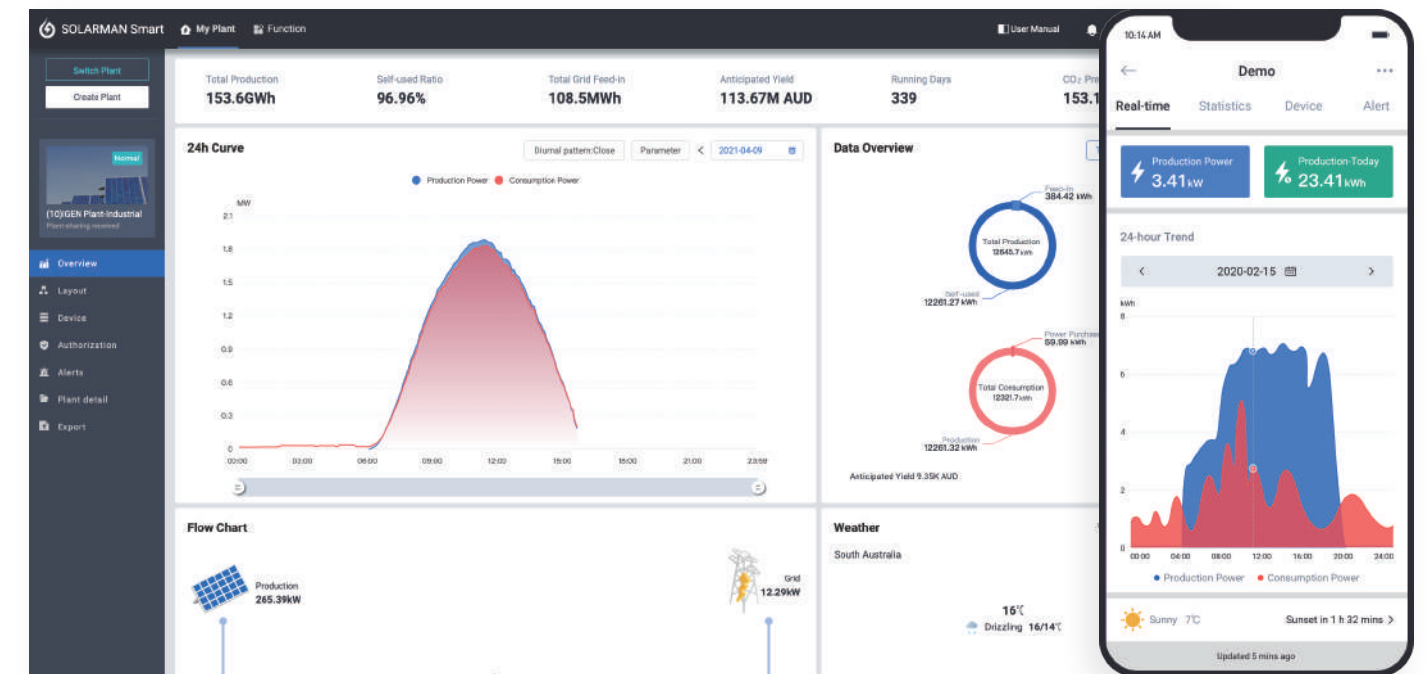 SOLARMAN Smart
My Plant
Function
User Manual
Switch Plant
Create Plant
Normal
(10)IGEN Plant-Industrial
Plant sharing received
Overview
Layout
Device
Authorization
Alerts
Plant detail
Export
Total Production
153.6GWh
Self-used Ratio
96.96%
Total Grid Feed-in
108.5MWh
Anticipated Yield
113.67M AUD
Running Days
339
CO₂ Pre
153.1
24h Curve
Diurnal pattern:Close
Parameter
< 2021-04-09
Production Power
Consumption Power
MW
2.1
1.8
1.5
1.2
0.9
0.6
0.3
0
00:00 03:00 06:00 09:00 12:00 15:00 18:00 21:00 23:59
Data Overview
Feed-in
384.42 kWh
Total Production
12645.7 kWh
Self-used
12261.27 kWh
Power Purchase
59.99 kWh
Total Consumption
12321.7 kWh
Production
12261.32 kWh
Anticipated Yield 9.35K AUD
Flow Chart
Production
265.39kW
Grid
12.29kW
Weather
South Australia
16℃
Drizzling 16/14℃
10:14 AM
Demo
Real-time
Statistics
Device
Alert
Production Power
3.41kW
Production-Today
23.41kWh
24-hour Trend
< 2020-02-15 >
kWh
8
6
4
2
0
00:00 04:00 08:00 12:00 16:00 20:00 24:00
Production Power
Consumption Power
Sunny 7℃
Sunset in 1 h 32 mins >
Updated 5 mins ago